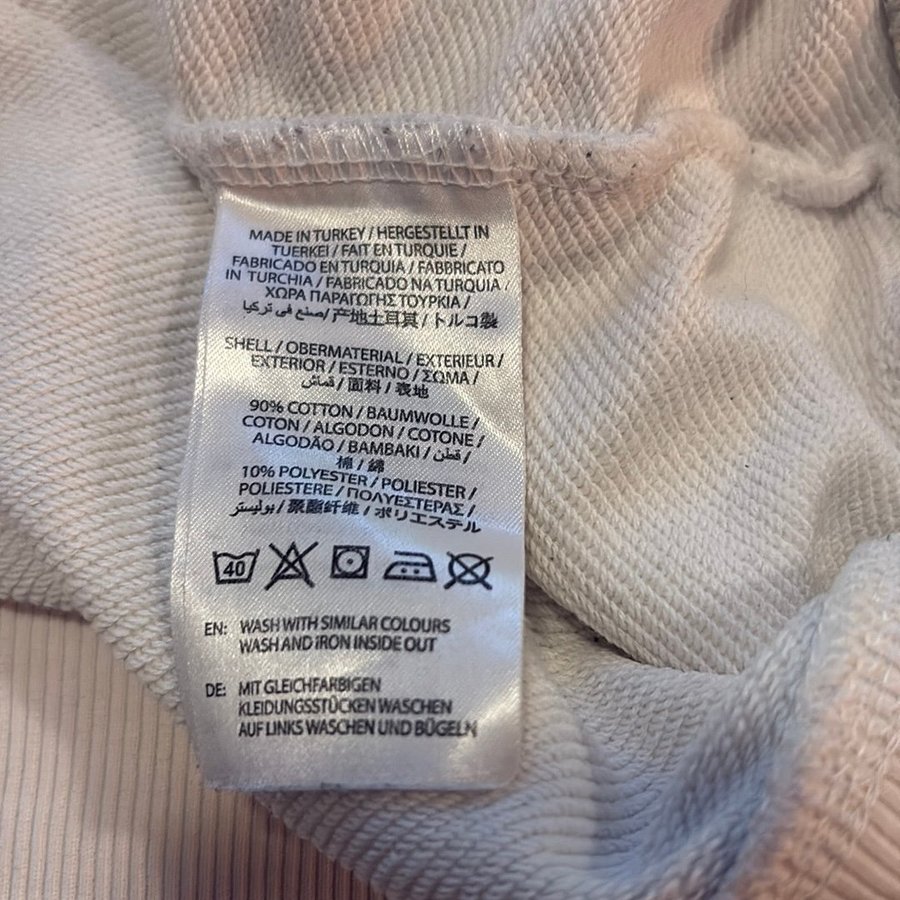 MADE IN TURKEY / HERGESTELLT IN
TUERKEI / FAIT EN TURQUIE /
FABRICADO EN TURQUIA / FABBRICATO
IN TURCHIA / FABRICADO NA TURQUIA /
ΧΩΡΑ ΠΑΡΑΓΩΓΗΣ ΤΟΥΡΚΙΑ /
صنع في تركيا / 产地土耳其 / トルコ製
SHELL / OBERMATERIAL / EXTERIEUR /
EXTERIOR / ESTERNO / ΣΩΜΑ /
قماش / 面料 / 表地
90% COTTON / BAUMWOLLE /
COTON / ALGODON / COTONE /
ALGODÃO / BAMBAKI / قطن /
棉 / 綿
10% POLYESTER / POLIESTER /
POLIESTERE / ΠΟΛΥΕΣΤΕΡΑΣ /
بوليستر / 聚酯纤维 / ポリエステル
40
EN: WASH WITH SIMILAR COLOURS
WASH AND IRON INSIDE OUT
DE: MIT GLEICHFARBIGEN
KLEIDUNGSSTÜCKEN WASCHEN
AUF LINKS WASCHEN UND BÜGELN